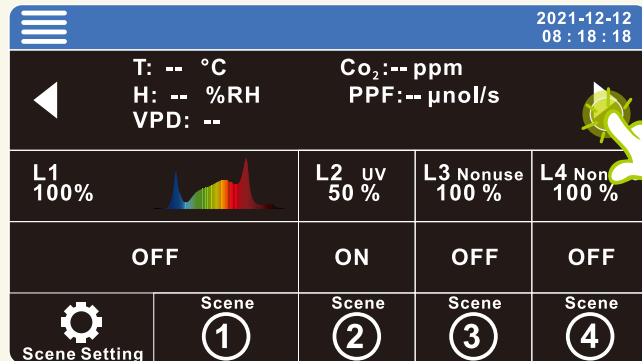 2021-12-12
08 : 18 : 18
T: -- °C
Co₂:-- ppm
H: -- %RH
PPF:-- µnol/s
VPD: --
L1
100%
L2 UV
50 %
L3 Nonuse
100 %
L4 Non
100 %
OFF
ON
OFF
OFF
Scene Setting
Scene
1
Scene
2
Scene
3
Scene
4